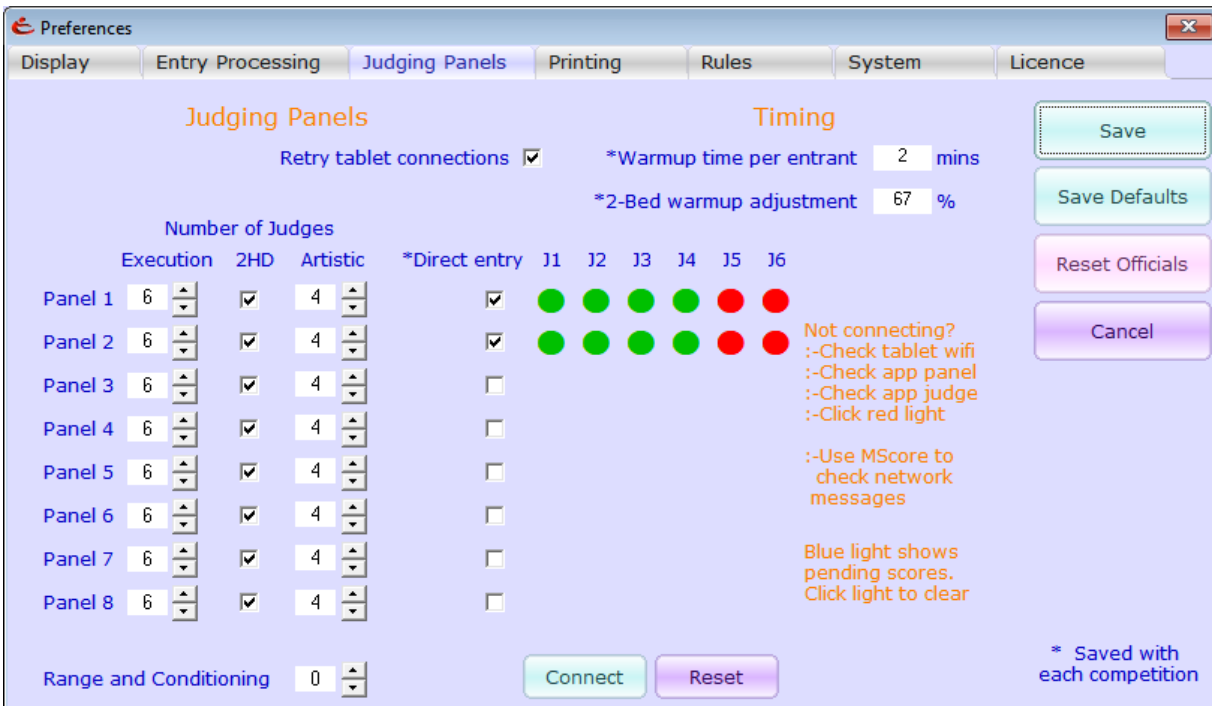 Preferences
Display Entry Processing Judging Panels Printing Rules System Licence
Judging Panels Timing
Save
Retry tablet connections *Warmup time per entrant 2 mins
*2-Bed warmup adjustment 67 %
Save Defaults
Number of Judges
Execution 2HD Artistic *Direct entry J1 J2 J3 J4 J5 J6
Reset Officials
Panel 1 6 4
Panel 2 6 4
Cancel
Panel 3 6 4
Panel 4 6 4
Panel 5 6 4
Panel 6 6 4
Panel 7 6 4
Panel 8 6 4
Not connecting?
:-Check tablet wifi
:-Check app panel
:-Check app judge
:-Click red light
:-Use MScore to
check network
messages
Blue light shows
pending scores.
Click light to clear
Range and Conditioning 0
Connect Reset
* Saved with
each competition